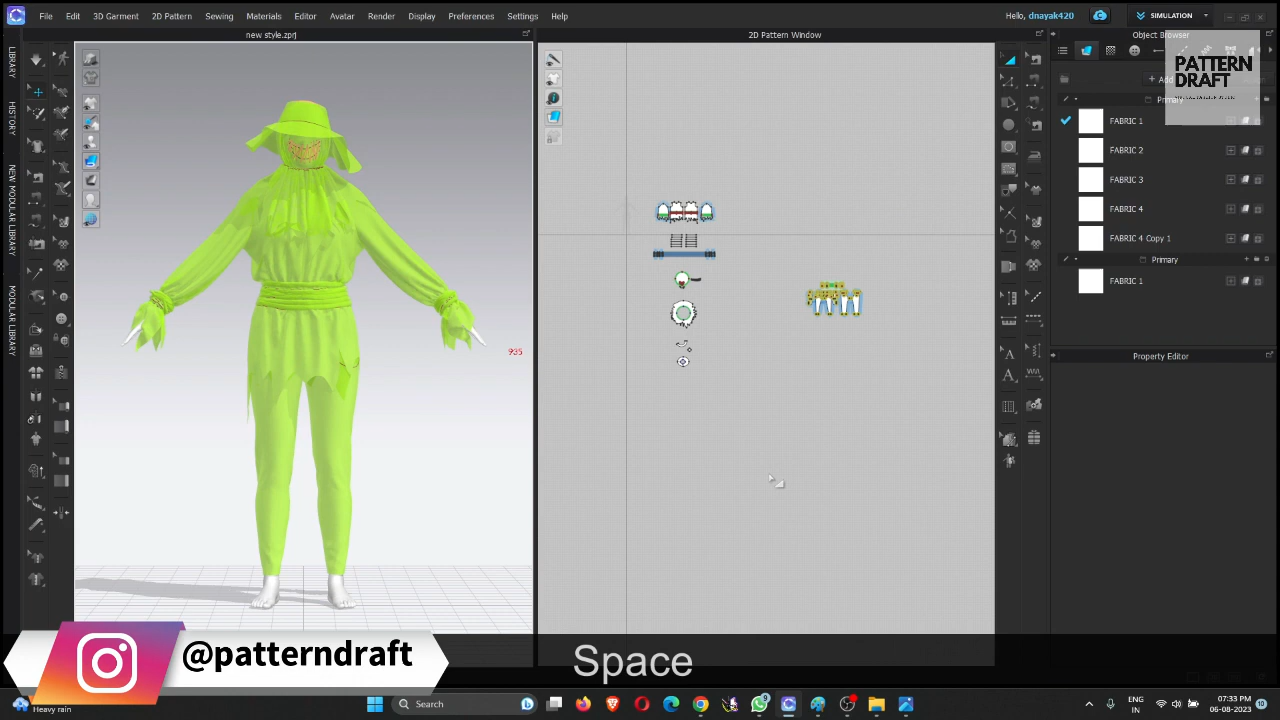 File Edit 3D Garment 2D Pattern Sewing Materials Editor Avatar Render Display Preferences Settings Help
Hello, dnayak420
SIMULATION
new style.zprj
2D Pattern Window
Object Browser
LIBRARY
HISTORY
NEW MODULAR LIBRARY
MODULAR LIBRARY
PATTERN
DRAFT
+ Add
Primary
FABRIC 1
FABRIC 2
FABRIC 3
FABRIC 4
FABRIC 4 Copy 1
Primary
FABRIC 1
935
Property Editor
@patterndraft
Space
Heavy rain
Search
9
ENG
IN
07:33 PM
06-08-2023